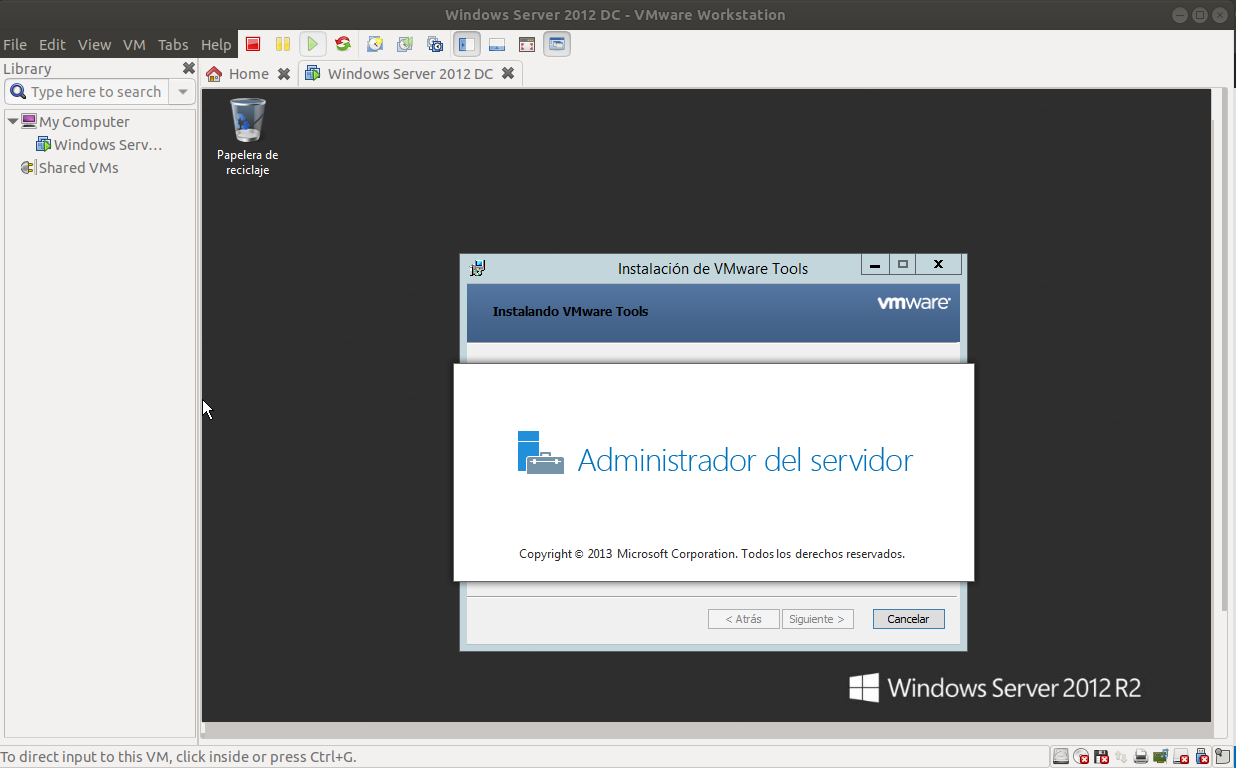 Windows Server 2012 DC - VMware Workstation
File Edit View VM Tabs Help
Library
Home
Windows Server 2012 DC
Type here to search
My Computer
Windows Serv...
Shared VMs
Papelera de
reciclaje
Instalación de VMware Tools
Instalando VMware Tools
vmware
Administrador del servidor
Copyright © 2013 Microsoft Corporation. Todos los derechos reservados.
< Atrás
Siguiente >
Cancelar
Windows Server 2012 R2
To direct input to this VM, click inside or press Ctrl+G.